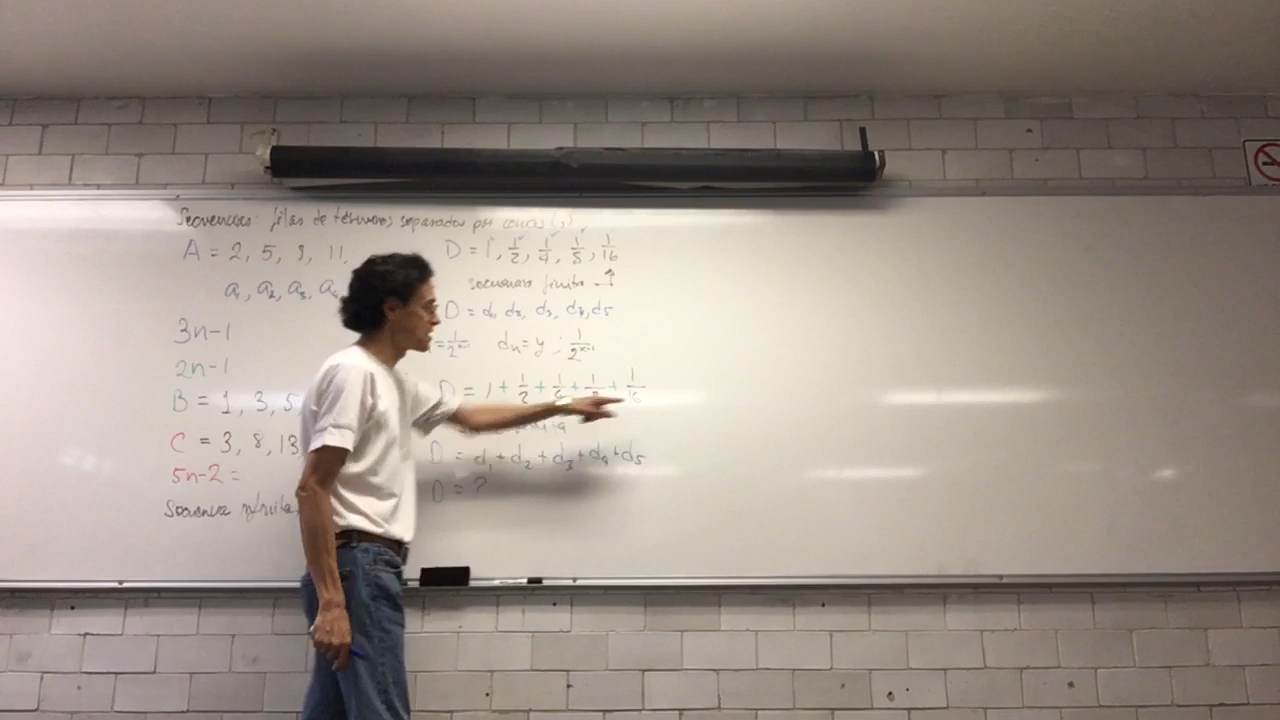 Secuencias: filas de términos separados por comas (,)
A = 2, 5, 8, 11,
a₁, a₂, a₃, a₄
3n-1
2n-1
B = 1, 3, 5,
C = 3, 8, 13,
5n-2 =
Secuencia infinita
D = 1, 1/2, 1/4, 1/8, 1/16
secuencia finita
D = d₁ d₂, d₃, d₄, d₅
= 1/2ⁿ⁻¹ dₙ = y ; 1/2ˣ⁻¹
D = 1 + 1/2 + 1/4 + 1/8 + 1/16
D = d₁ + d₂ + d₃ + d₄ + d₅
D = ?